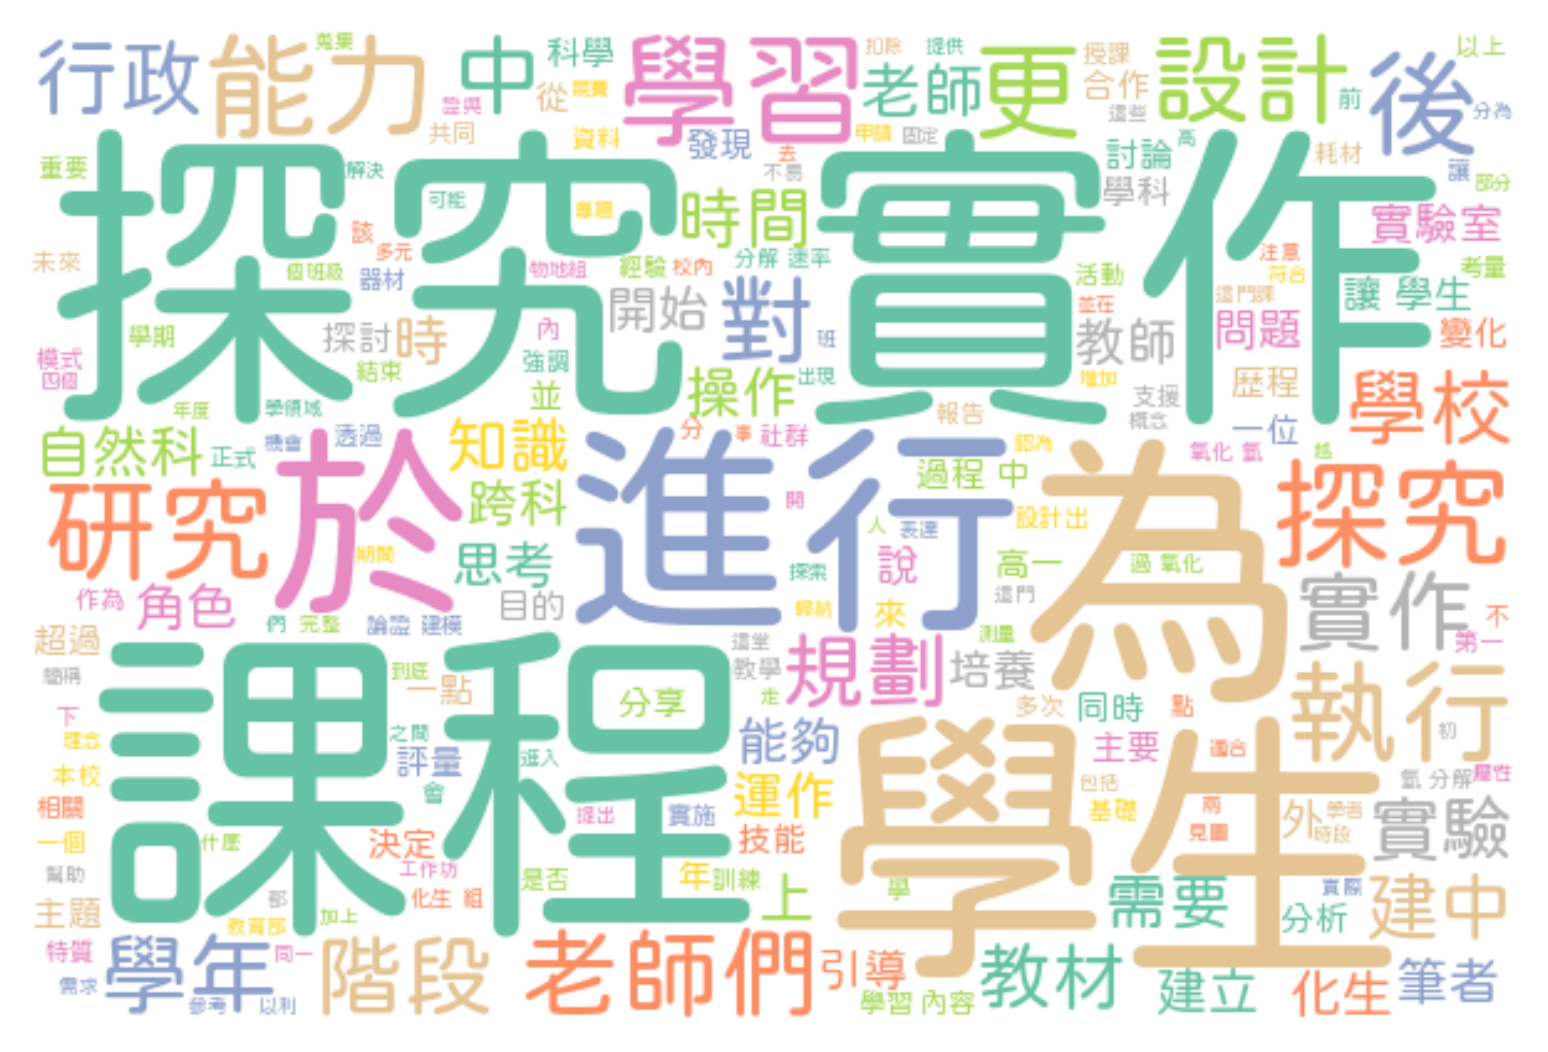 行政
能力
蒐集
中
科學
從
競賽
證與
共同
資料
學習
扣除
提供
老師
更
授課
合作
這些
設計
前
後
以上
分為
重要
解決
探究
可能
專題
發現
去
不易
申請
固定
時間
實作
討論
高
學科
耗材
讓
部分
實驗室
未來
該
多元
個班級
器材
物地組
經驗
校內
分解 速率
活動
注意
符合
考量
學期
探討
時
內
強調
開始
對
班
並在
這門課
教師
問題
讓 學生
變化
模式
四個
結束
年度
學領域
並
操作
出現
增加
支援
概念
歷程
學校
自然科
正式
機會
透過
知識
分
事
社群
報告
認為
一位
氧化 氫
越
研究
於
期間
跨科
思考
目的
進行
開
探索
人
表達
過程 中
設計出
說
高一
這門
為
過 氧化
探究
作為
角色
們
完整
論證
建模
歸納
來
測量
實作
不
第一
超過
簡稱
下
理念
本校
相關
一個
幫助
主題
特質
需求
課程
到底
一點
之間
評量
會
進入
分享
這堂
教學
走
規劃
培養
多次
同時
點
執行
初
能夠
主要
適合
學生
包括
氫 分解
屬性
什麼
決定
工作坊
化生 組
提出
實施
運作
技能
基礎
兩
見圖
外
學者
時段
實驗
都
教育部
加上
是否
年
訓練
上
學
需要
實際
分析
建中
學年
同一
參考
以利
階段
老師們
引導
學習 內容
教材
建立
化生
筆者